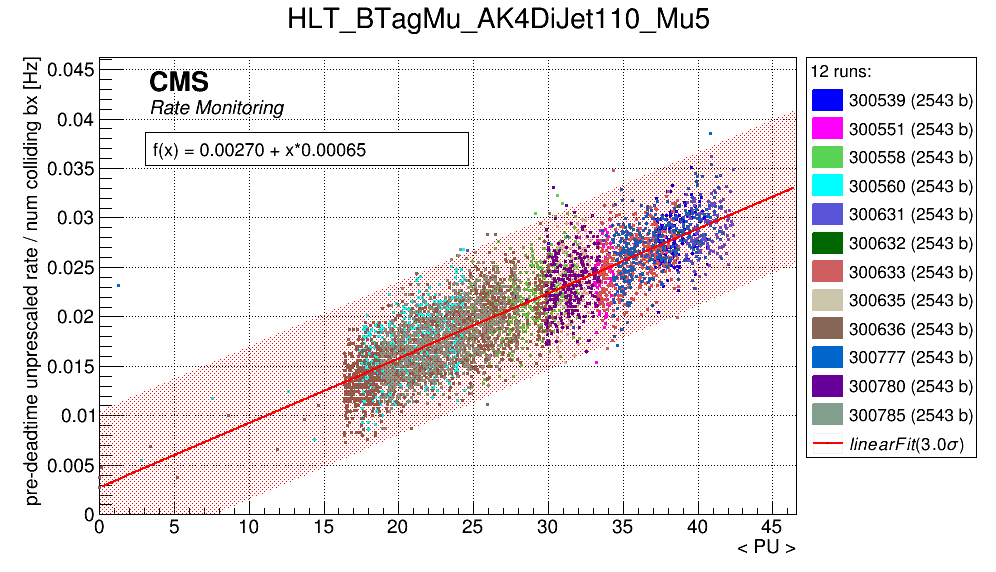 HLT_BTagMu_AK4DiJet110_Mu5
pre-deadtime unprescaled rate / num colliding bx [Hz]
0.045
0.04
0.035
0.03
0.025
0.02
0.015
0.01
0.005
0
CMS
Rate Monitoring
f(x) = 0.00270 + x*0.00065
0 5 10 15 20 25 30 35 40 45
< PU >
12 runs:
300539 (2543 b)
300551 (2543 b)
300558 (2543 b)
300560 (2543 b)
300631 (2543 b)
300632 (2543 b)
300633 (2543 b)
300635 (2543 b)
300636 (2543 b)
300777 (2543 b)
300780 (2543 b)
300785 (2543 b)
linearFit(3.0σ)